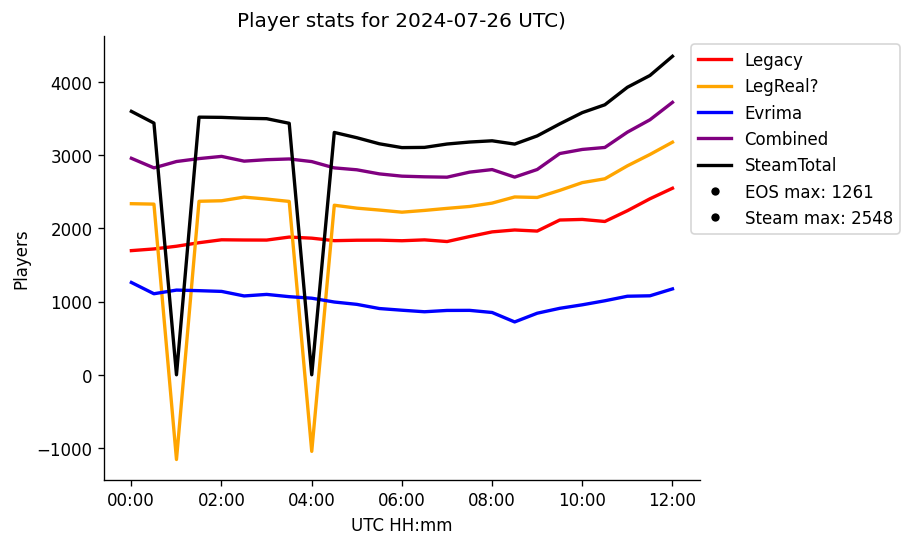 Player stats for 2024-07-26 UTC)
Legacy
LegReal?
Evrima
Combined
SteamTotal
EOS max: 1261
Steam max: 2548
Players
4000
3000
2000
1000
0
−1000
00:00 02:00 04:00 06:00 08:00 10:00 12:00
UTC HH:mm